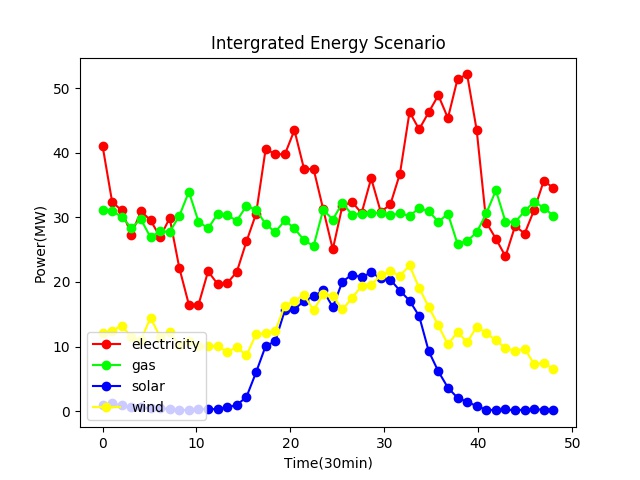 Intergrated Energy Scenario
Power(MW)
50
40
30
20
10
0
electricity
gas
solar
wind
0 10 20 30 40 50
Time(30min)